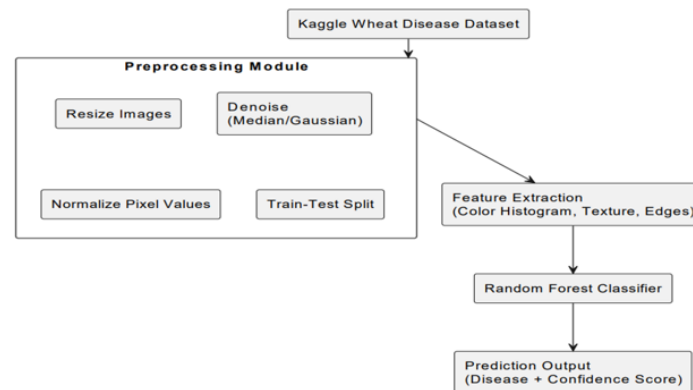 Kaggle Wheat Disease Dataset
Preprocessing Module
Resize Images
Denoise
(Median/Gaussian)
Normalize Pixel Values
Train-Test Split
Feature Extraction
(Color Histogram, Texture, Edges)
Random Forest Classifier
Prediction Output
(Disease + Confidence Score)